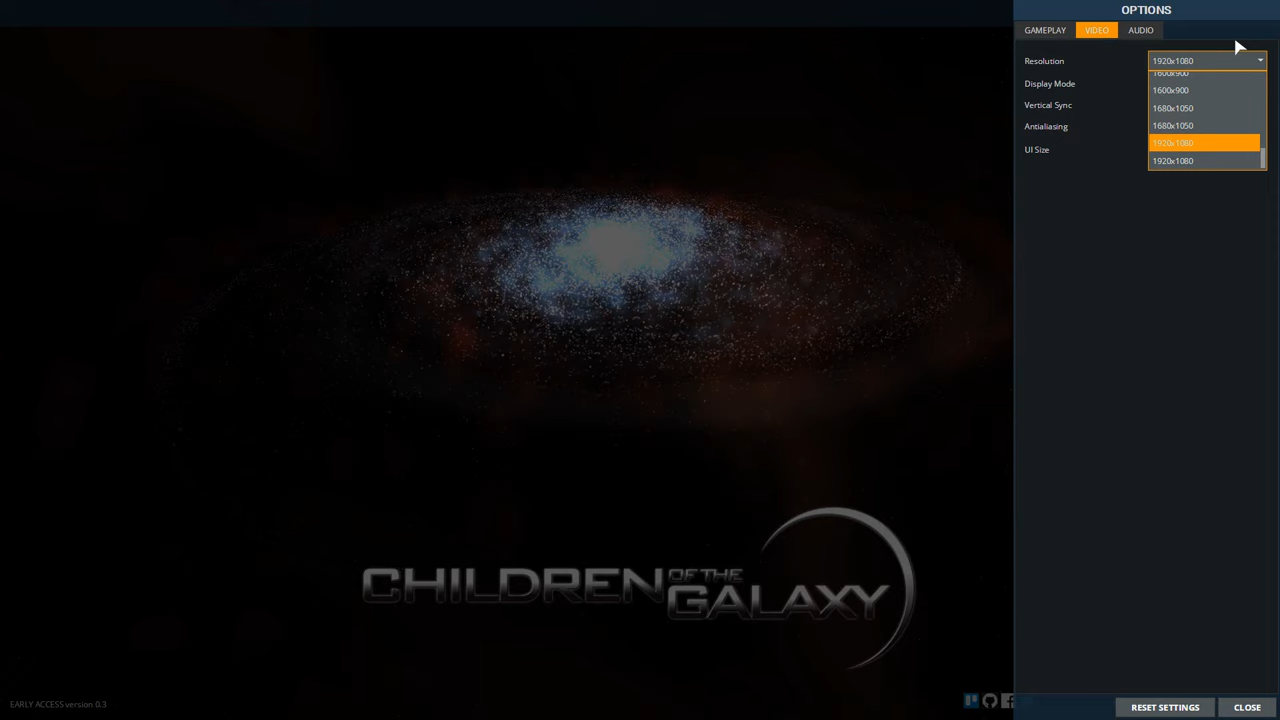 OPTIONS
GAMEPLAY VIDEO AUDIO
Resolution 1920x1080
1600x900
Display Mode
1600x900
Vertical Sync
1680x1050
Antialiasing
1680x1050
UI Size
1920x1080
1920x1080
CHILDREN OF THE GALAXY
EARLY ACCESS version 0.3
RESET SETTINGS CLOSE